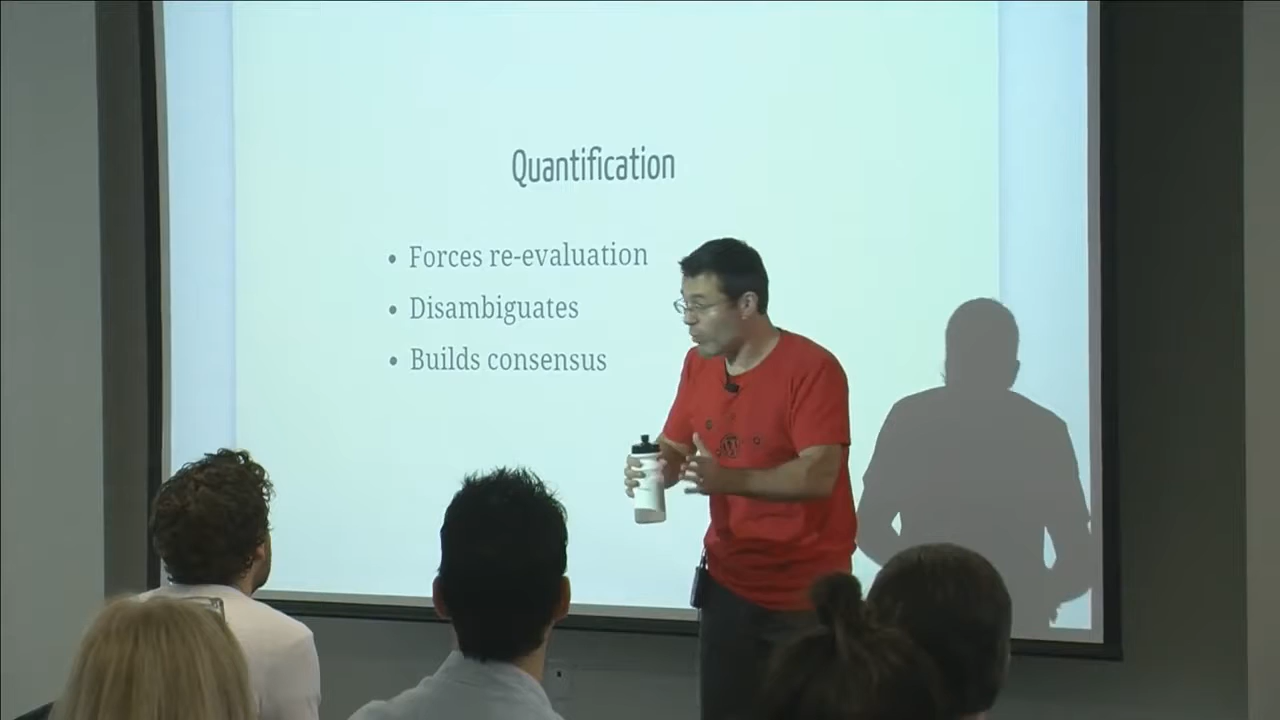 Quantification
• Forces re-evaluation
• Disambiguates
• Builds consensus